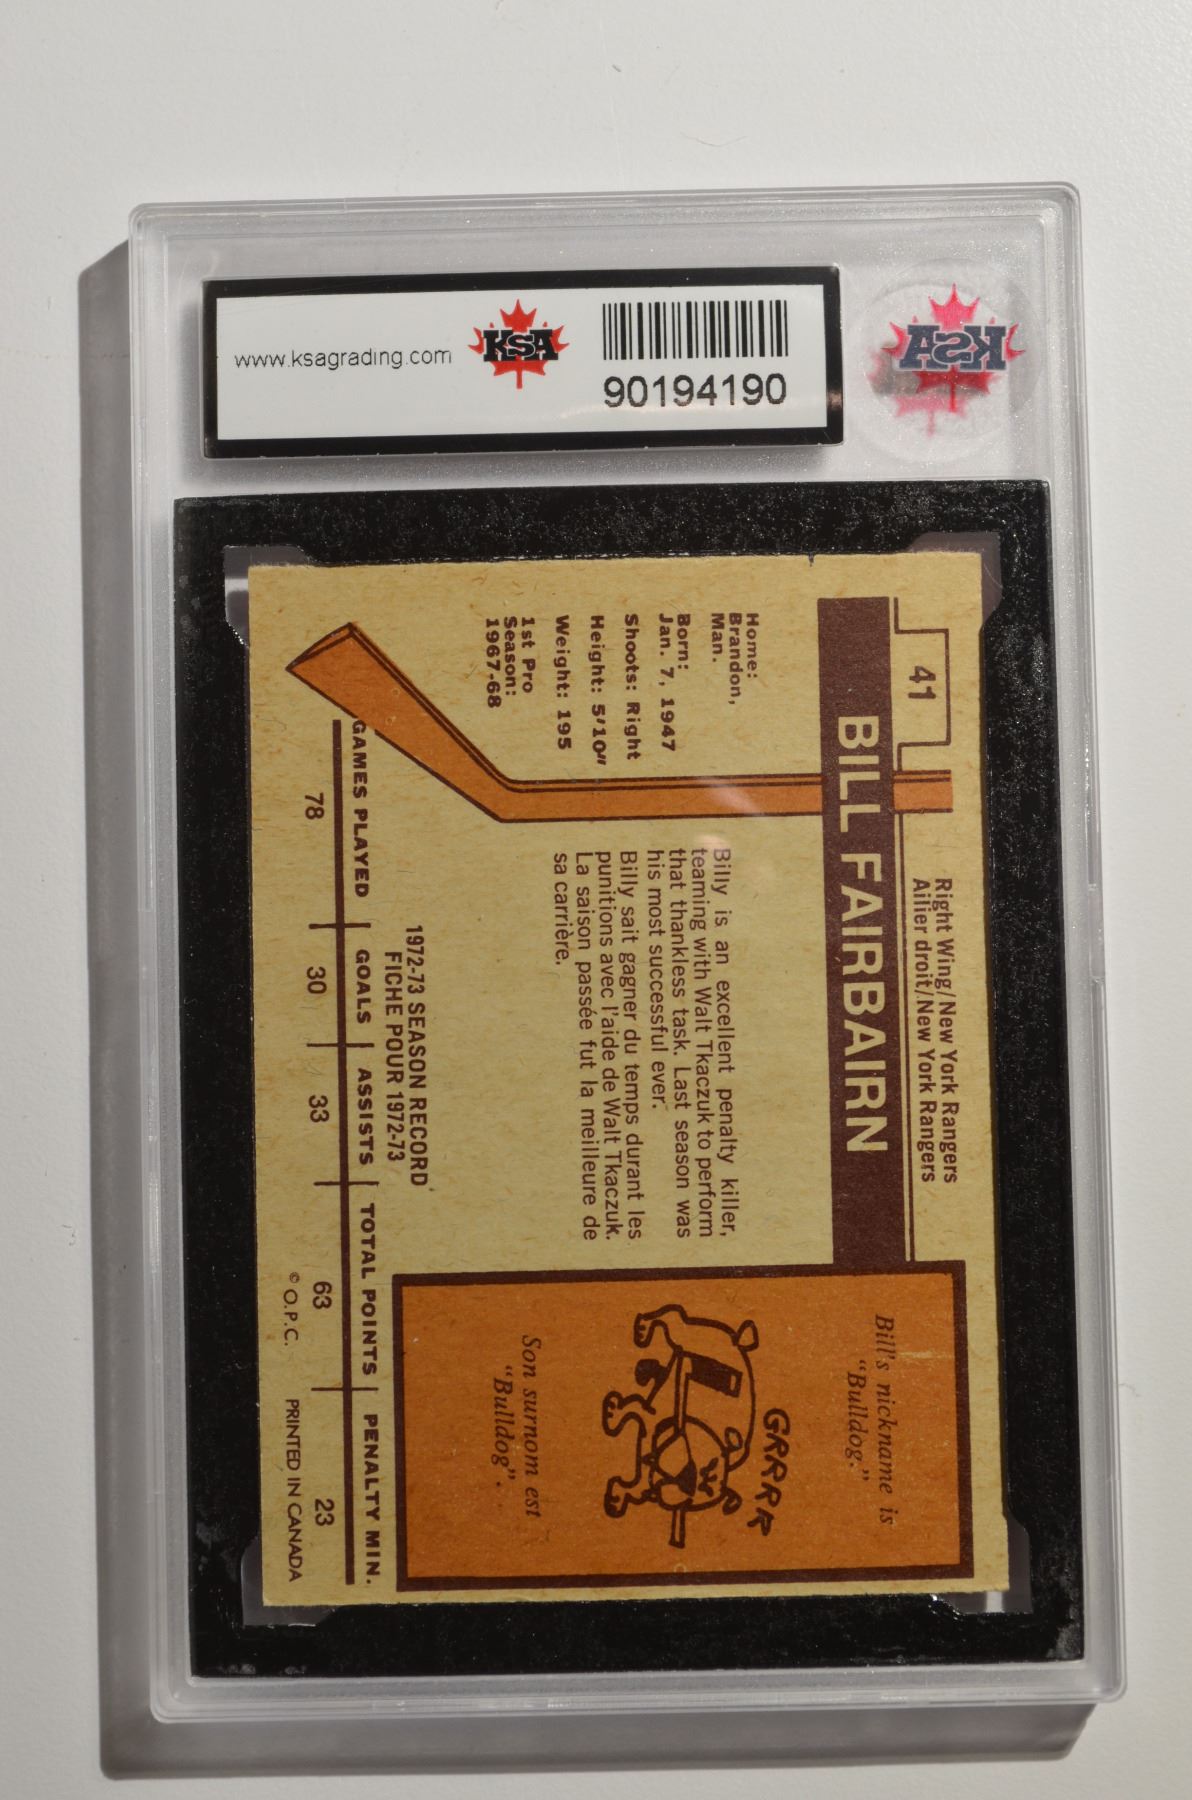 www.ksagrading.com
KSA
90194190
KSA
41
Right Wing/New York Rangers
Ailier droit/New York Rangers
BILL FAIRBAIRN
Home:
Brandon,
Man.
Born:
Jan. 7, 1947
Shoots: Right
Height: 5'10"
Weight: 195
1st Pro
Season:
1967-68
Billy is an excellent penalty killer,
teaming with Walt Tkaczuk to perform
that thankless task. Last season was
his most successful ever.
Billy sait gagner du temps durant les
punitions avec l'aide de Walt Tkaczuk.
La saison passée fut la meilleure de
sa carrière.
Bill's nickname is
"Bulldog."
GRRRR
Son surnom est
"Bulldog".
1972-73 SEASON RECORD
FICHE POUR 1972-73
GAMES PLAYED GOALS ASSISTS TOTAL POINTS PENALTY MIN.
78 30 33 63 23
© O.P.C. PRINTED IN CANADA